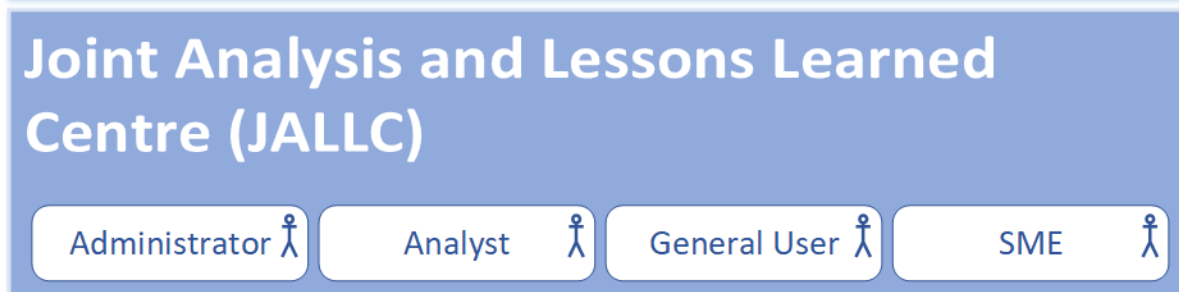 Joint Analysis and Lessons Learned
Centre (JALLC)
Administrator
Analyst
General User
SME